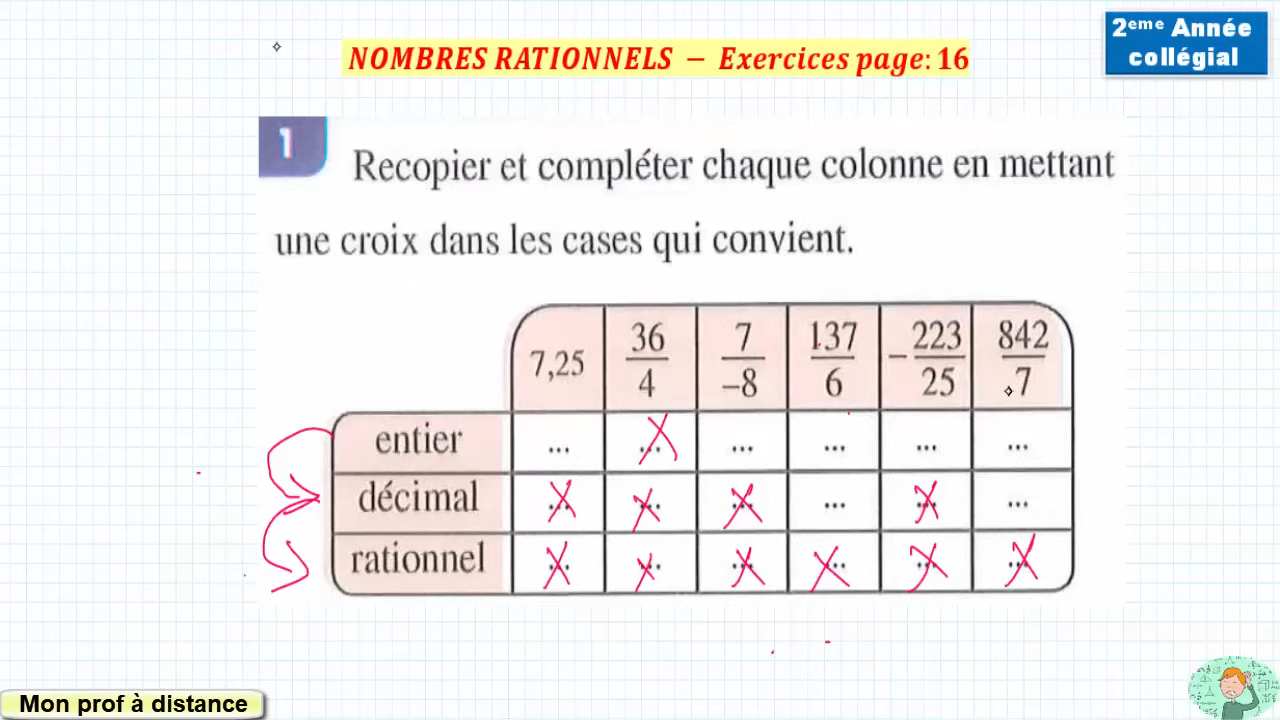 2eme Année
collégial
NOMBRES RATIONNELS − Exercices page: 16
1
Recopier et compléter chaque colonne en mettant
une croix dans les cases qui convient.
7,25 36/4 7/−8 137/6 −223/25 842/7
entier ... X ... ... ... ...
décimal X X X ... X ...
rationnel X X X X X X
Mon prof à distance